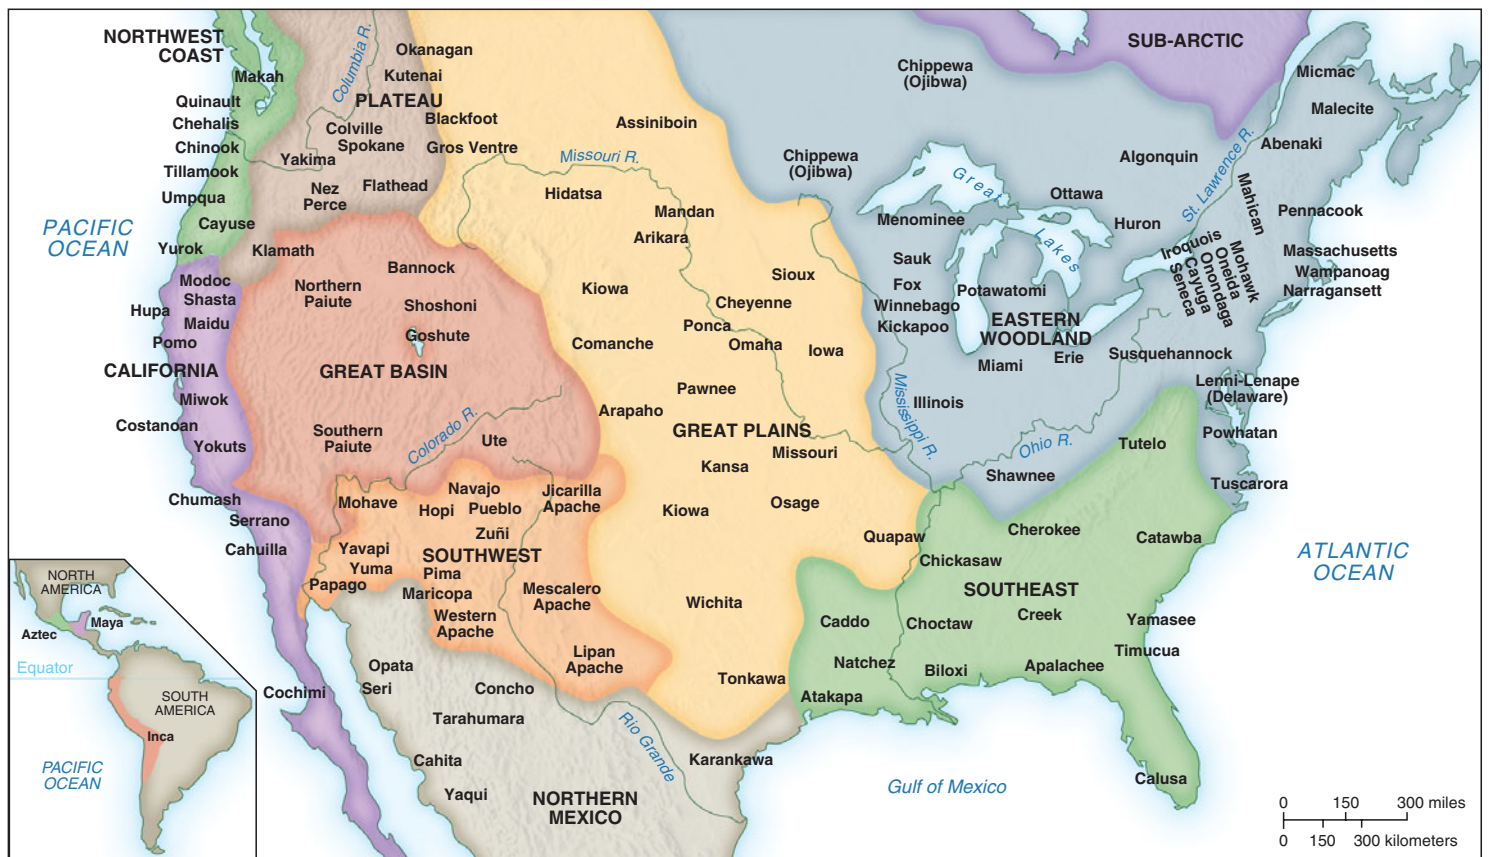 NORTHWEST
COAST
Makah
Quinault
Chehalis
Chinook
Tillamook
Umpqua
Cayuse
Yurok
PACIFIC
OCEAN
Columbia R.
Okanagan
Kutenai
PLATEAU
Colville
Spokane
Yakima
Nez
Perce
Flathead
Klamath
Blackfoot
Gros Ventre
Assiniboin
Missouri R.
Hidatsa
Mandan
Arikara
Sioux
Kiowa
Cheyenne
Ponca
Omaha
Iowa
Comanche
Pawnee
Arapaho
GREAT PLAINS
Missouri
Kansa
Kiowa
Osage
Quapaw
Wichita
Tonkawa
Modoc
Shasta
Hupa
Maidu
Pomo
CALIFORNIA
Miwok
Costanoan
Yokuts
Chumash
Serrano
Cahuilla
Cochimi
Bannock
Northern
Paiute
Shoshoni
Goshute
GREAT BASIN
Southern
Paiute
Colorado R.
Ute
Mohave
Navajo
Hopi
Pueblo
Jicarilla
Apache
Zuñi
Yavapi
SOUTHWEST
Yuma
Pima
Papago
Maricopa
Western
Apache
Mescalero
Apache
Lipan
Apache
Opata
Seri
Concho
Tarahumara
Cahita
Yaqui
NORTHERN
MEXICO
Rio Grande
Karankawa
SUB-ARCTIC
Chippewa
(Ojibwa)
Chippewa
(Ojibwa)
Algonquin
Ottawa
Huron
Great
Lakes
St. Lawrence R.
Micmac
Malecite
Abenaki
Mahican
Pennacook
Massachusetts
Wampanoag
Narragansett
Iroquois
Mohawk
Oneida
Onondaga
Cayuga
Seneca
Menominee
Sauk
Fox
Winnebago
Kickapoo
Potawatomi
EASTERN
WOODLAND
Miami
Erie
Susquehannock
Lenni-Lenape
(Delaware)
Illinois
Mississippi R.
Ohio R.
Shawnee
Tutelo
Powhatan
Tuscarora
Cherokee
Catawba
Chickasaw
SOUTHEAST
Creek
Caddo
Choctaw
Yamasee
Timucua
Natchez
Biloxi
Apalachee
Atakapa
Calusa
ATLANTIC
OCEAN
Gulf of Mexico
0 150 300 miles
0 150 300 kilometers
NORTH
AMERICA
Maya
Aztec
Equator
SOUTH
AMERICA
Inca
PACIFIC
OCEAN